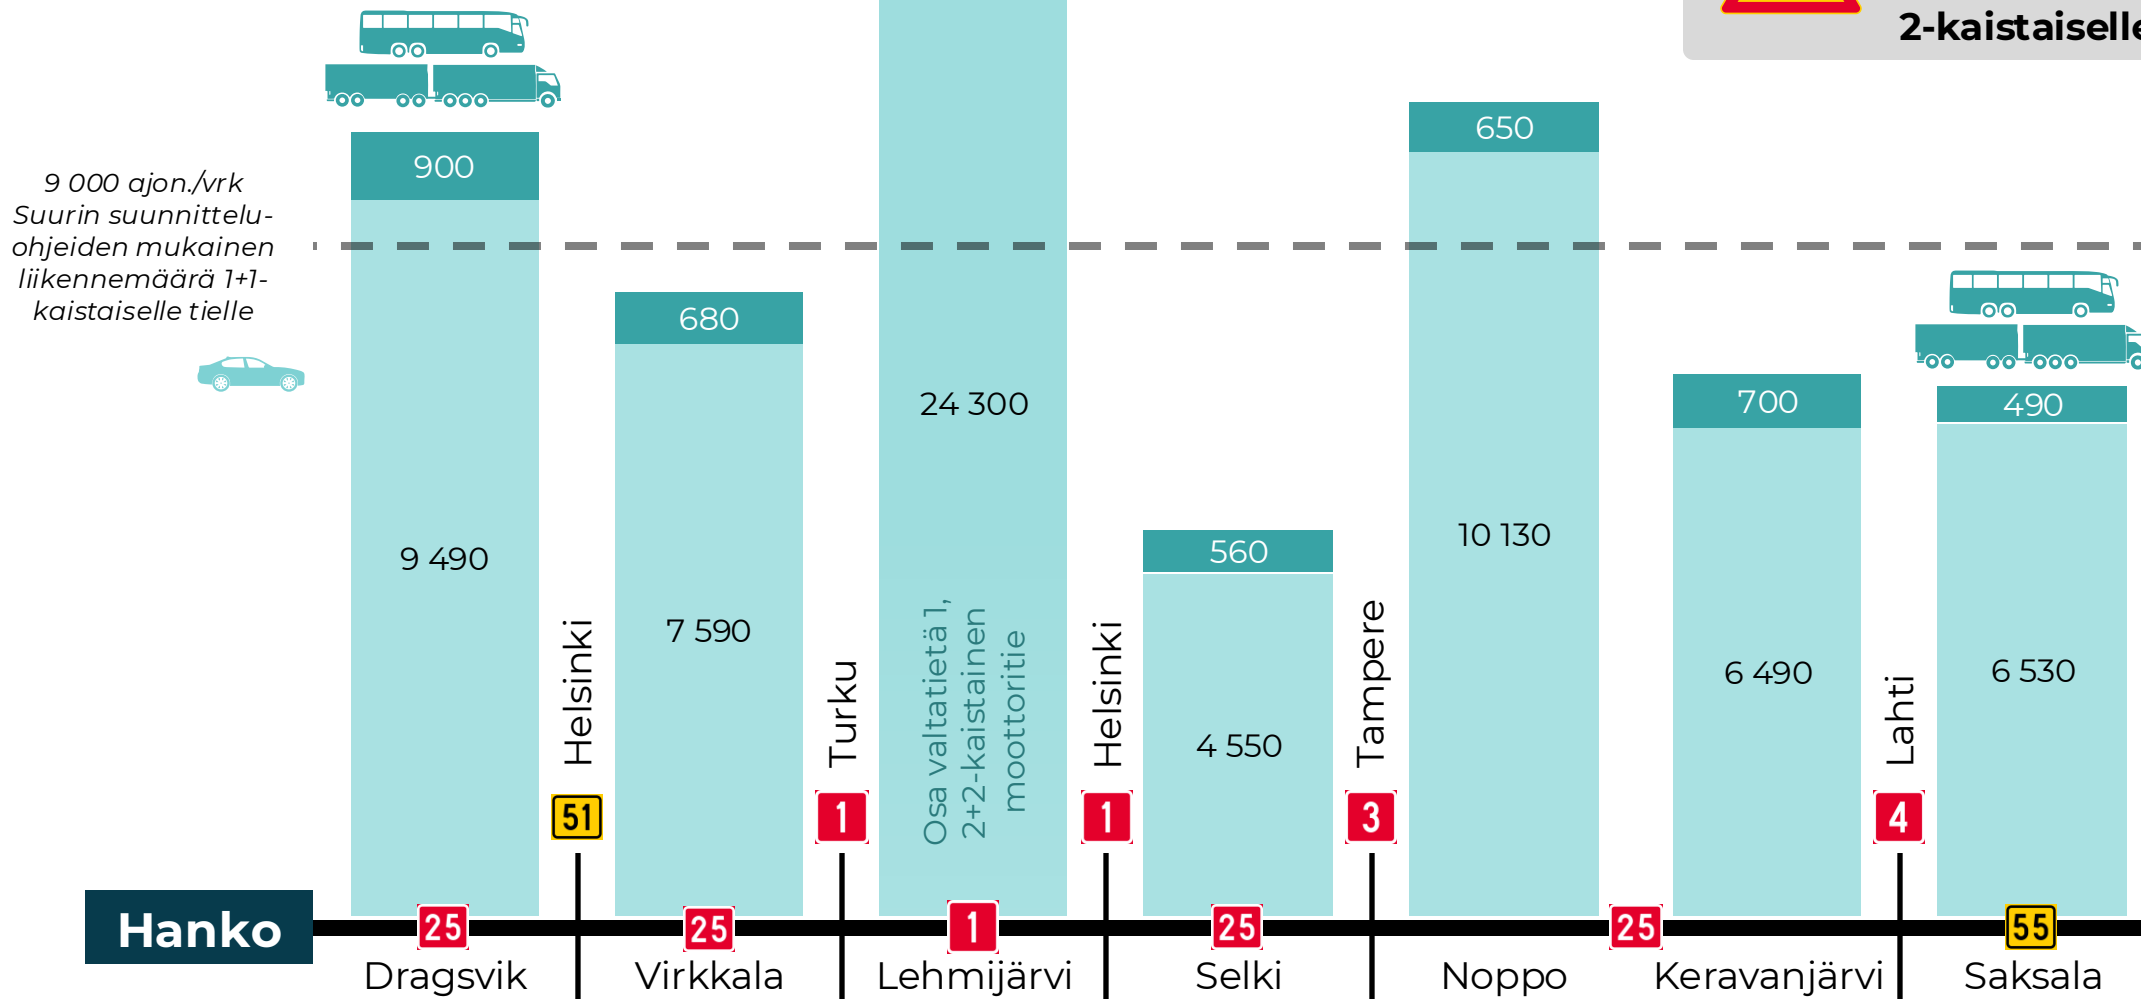 2-kaistaiselle
9 000 ajon./vrk
Suurin suunnittelu-
ohjeiden mukainen
liikennemäärä 1+1-
kaistaiselle tielle
900
9 490
680
7 590
24 300
Osa valtatietä 1,
2+2-kaistainen
moottoritie
560
4 550
650
10 130
700
6 490
490
6 530
Helsinki
51
Turku
1
Helsinki
1
Tampere
3
Lahti
4
Hanko
25
25
1
25
25
55
Dragsvik
Virkkala
Lehmijärvi
Selki
Noppo
Keravanjärvi
Saksala